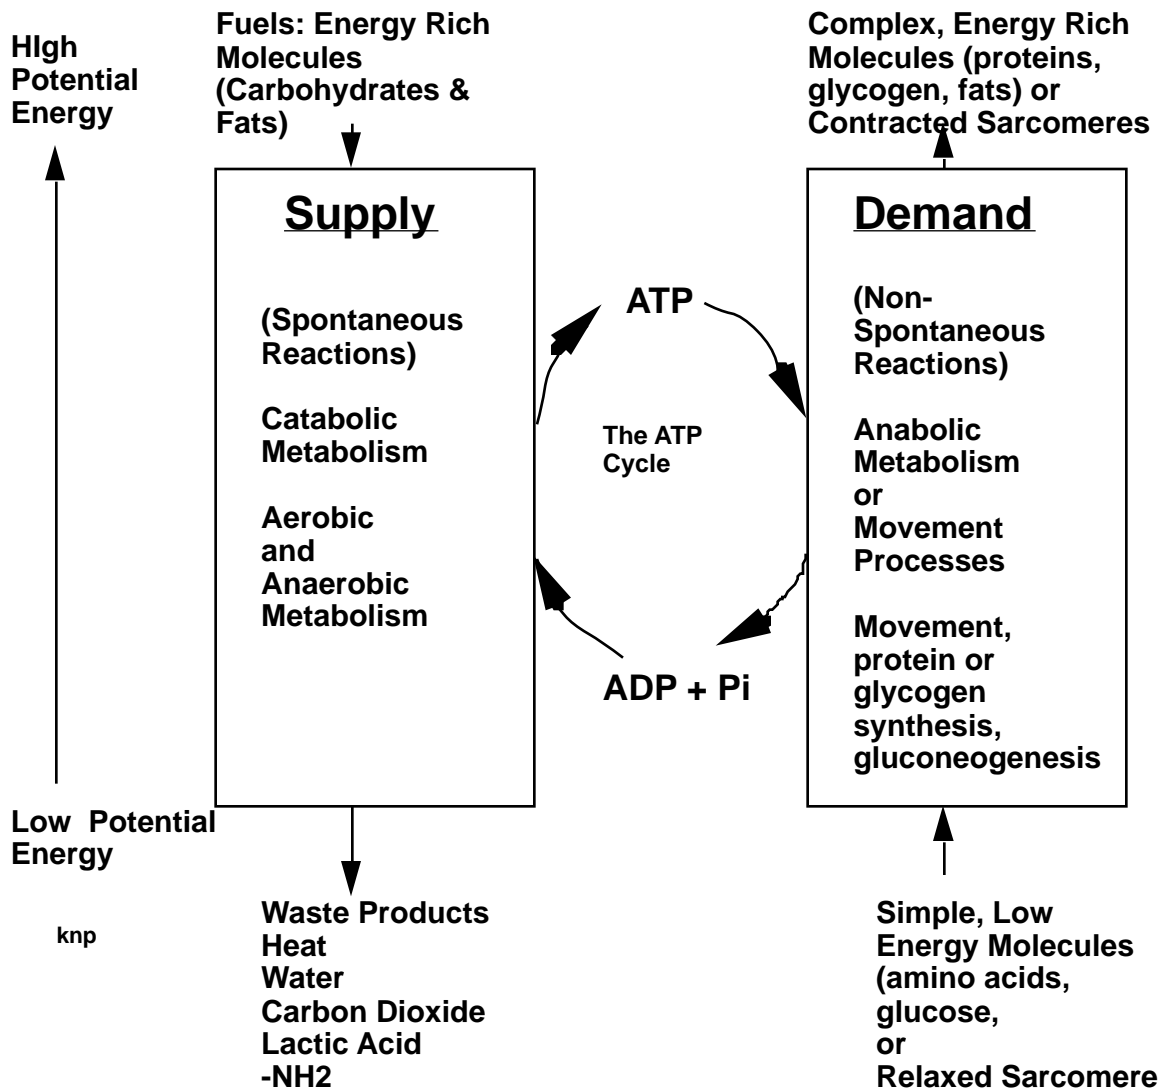 HIgh
Potential
Energy
Fuels: Energy Rich
Molecules
(Carbohydrates &
Fats)
Complex, Energy Rich
Molecules (proteins,
glycogen, fats) or
Contracted Sarcomeres
Supply
(Spontaneous
Reactions)
Catabolic
Metabolism
Aerobic
and
Anaerobic
Metabolism
ATP
The ATP
Cycle
ADP + Pi
Demand
(Non-
Spontaneous
Reactions)
Anabolic
Metabolism
or
Movement
Processes
Movement,
protein or
glycogen
synthesis,
gluconeogenesis
Low Potential
Energy
knp
Waste Products
Heat
Water
Carbon Dioxide
Lactic Acid
-NH2
Simple, Low
Energy Molecules
(amino acids,
glucose,
or
Relaxed Sarcomere